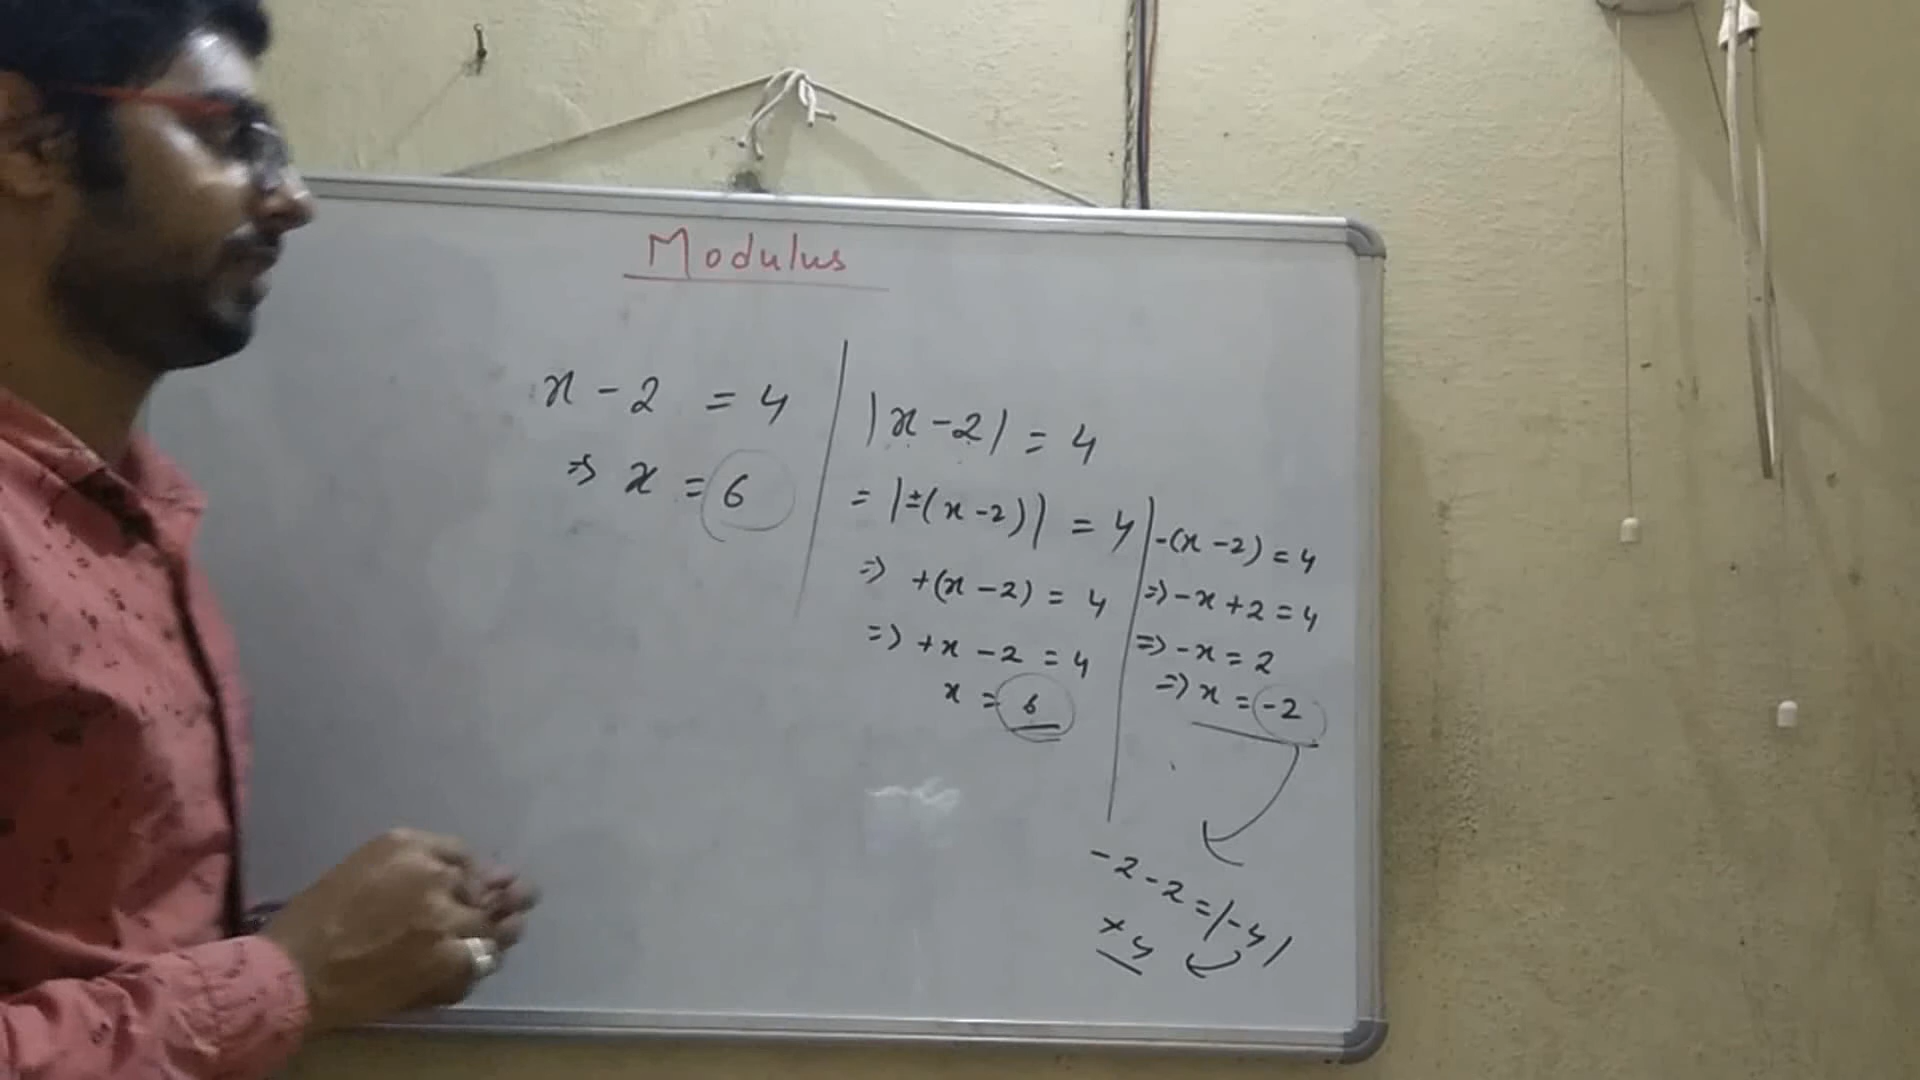 Modulus
x - 2 = 4
⇒ x = 6
|x - 2| = 4
= |±(x - 2)| = 4
⇒ +(x - 2) = 4
⇒ +x - 2 = 4
x = 6
-(x - 2) = 4
⇒ -x + 2 = 4
⇒ -x = 2
⇒ x = -2
-2 - 2 = |-4|
+4